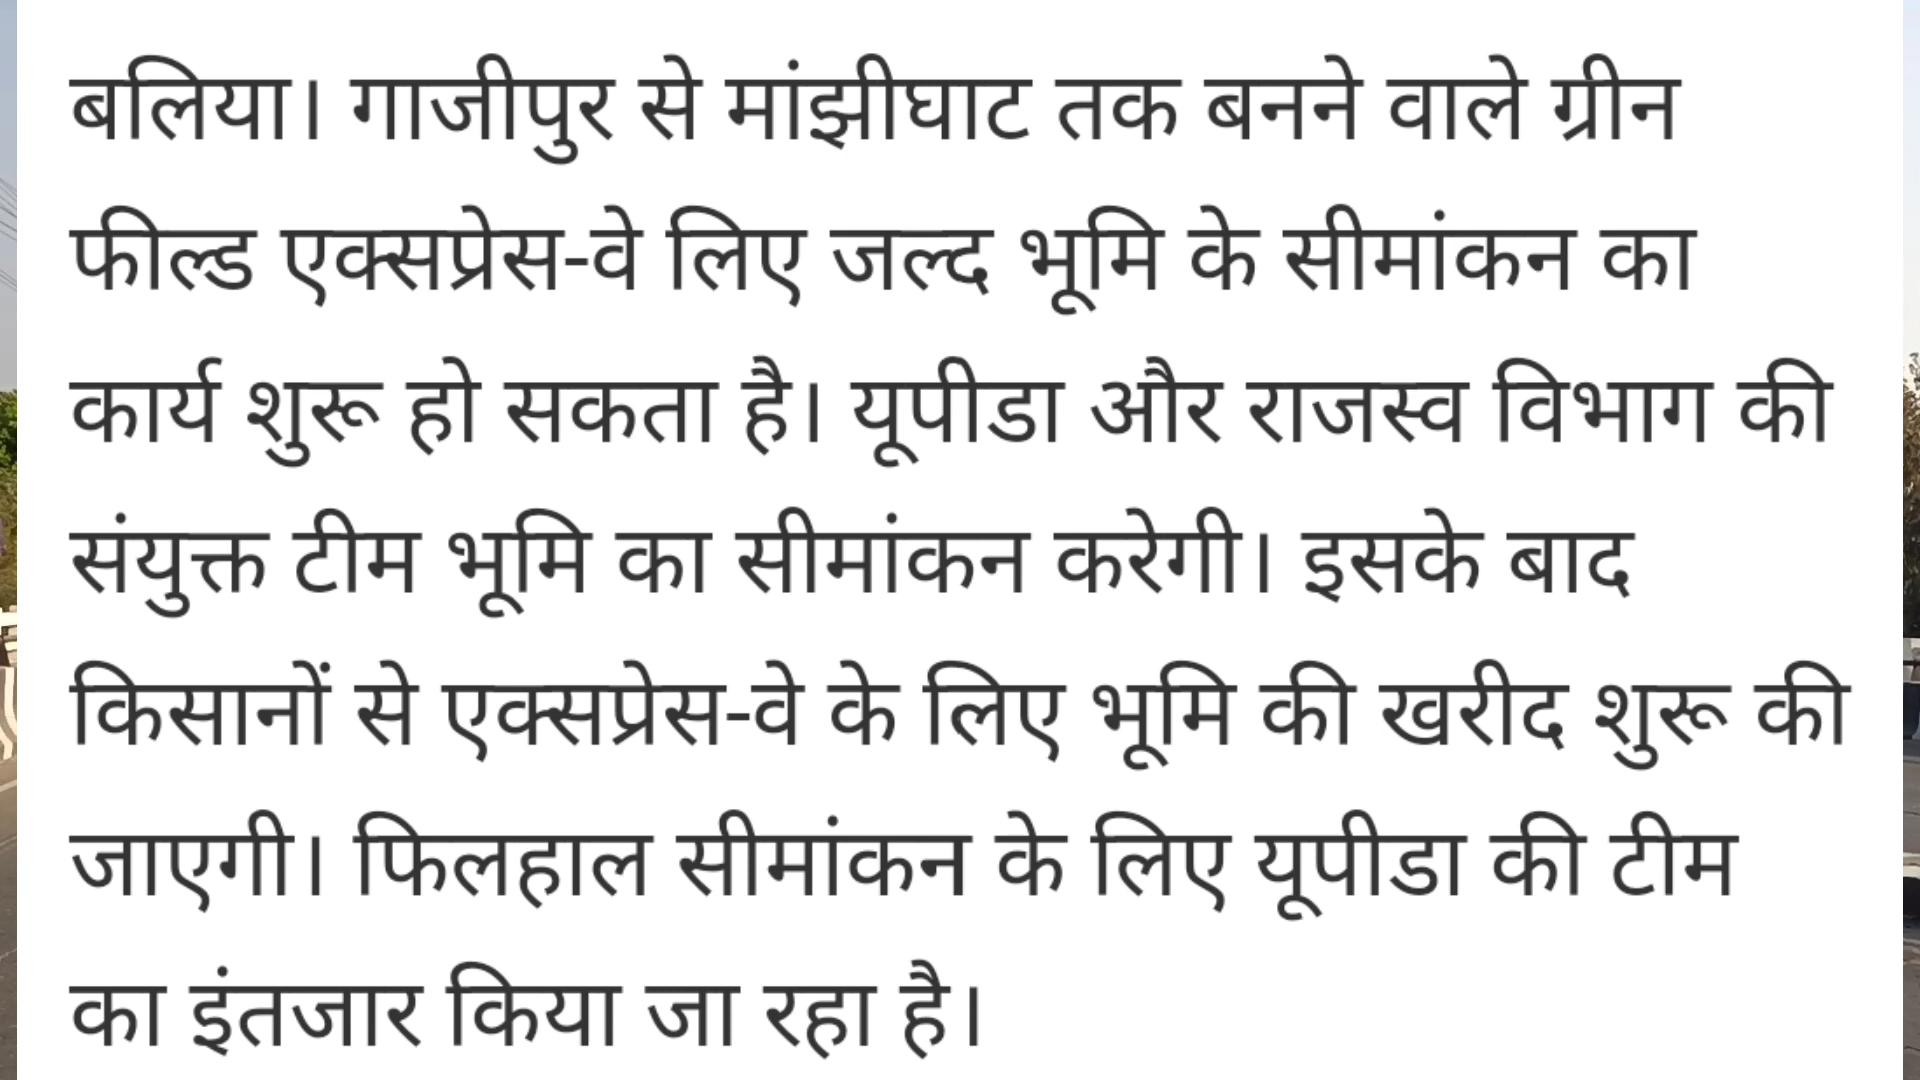 बलिया। गाजीपुर से मांझीघाट तक बनने वाले ग्रीन
फील्ड एक्सप्रेस-वे लिए जल्द भूमि के सीमांकन का
कार्य शुरू हो सकता है। यूपीडा और राजस्व विभाग की
संयुक्त टीम भूमि का सीमांकन करेगी। इसके बाद
किसानों से एक्सप्रेस-वे के लिए भूमि की खरीद शुरू की
जाएगी। फिलहाल सीमांकन के लिए यूपीडा की टीम
का इंतजार किया जा रहा है।